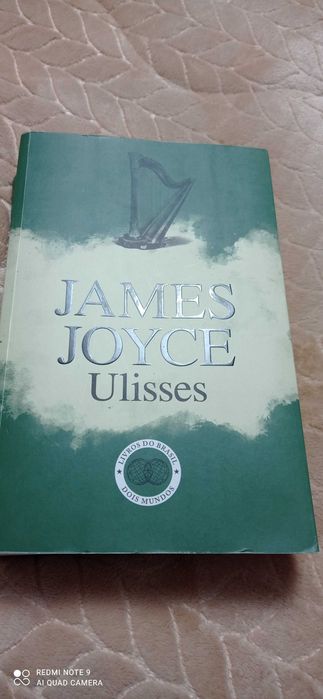 JAMES
JOYCE
Ulisses
LIVROS DO BRASIL
DOIS MUNDOS
REDMI NOTE 9
AI QUAD CAMERA